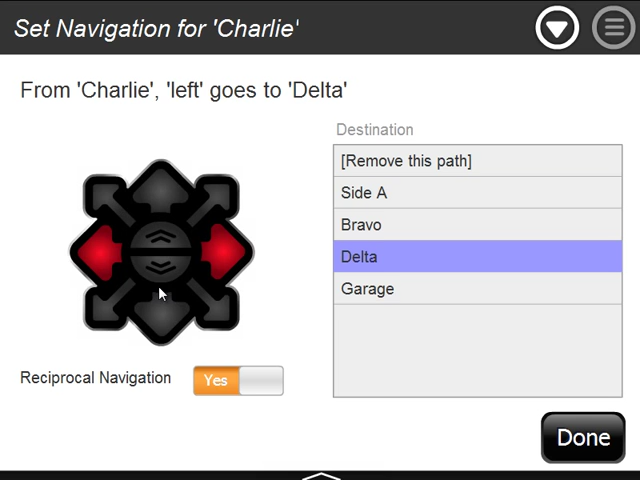 Set Navigation for 'Charlie'
From 'Charlie', 'left' goes to 'Delta'
Destination
[Remove this path]
Side A
Bravo
Delta
Garage
Reciprocal Navigation
Yes
Done